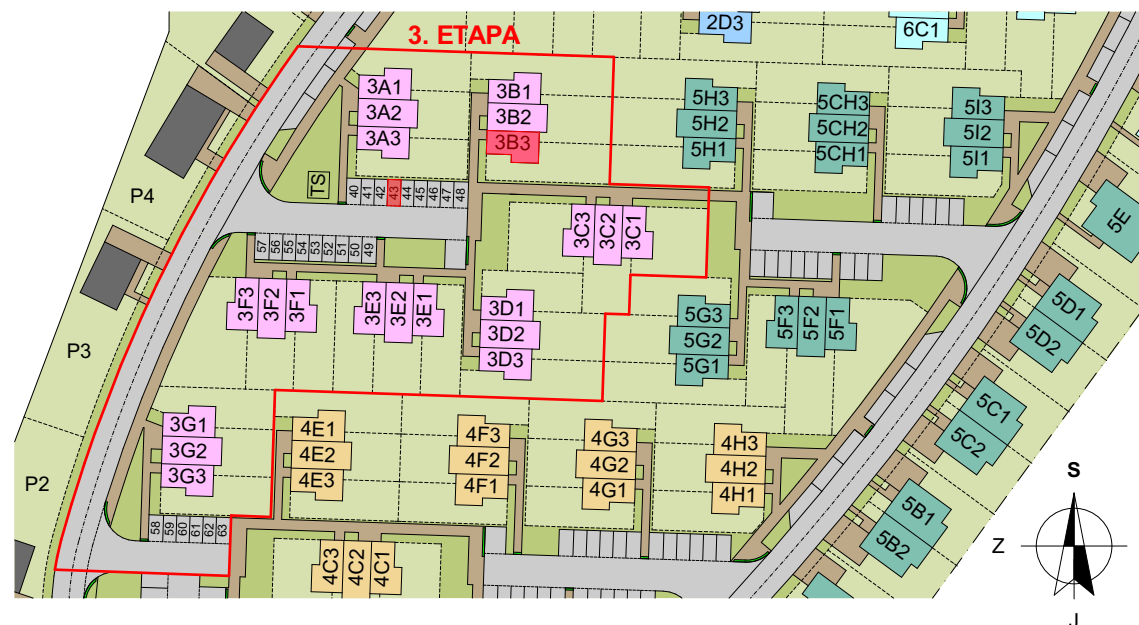 2D3
6C1
3. ETAPA
3A1
3A2
3A3
3B1
3B2
3B3
5H3
5H2
5H1
5CH3
5CH2
5CH1
5I3
5I2
5I1
TS
40
41
42
43
44
45
46
47
48
P4
5E
3C3
3C2
3C1
57
56
55
54
53
52
51
50
49
3F3
3F2
3F1
3E3
3E2
3E1
3D1
3D2
3D3
5G3
5G2
5G1
5F3
5F2
5F1
5D1
5D2
P3
5C1
5C2
3G1
3G2
3G3
4E1
4E2
4E3
4F3
4F2
4F1
4G3
4G2
4G1
4H3
4H2
4H1
P2
5B1
5B2
58
59
60
61
62
63
4C3
4C2
4C1
S
Z
J